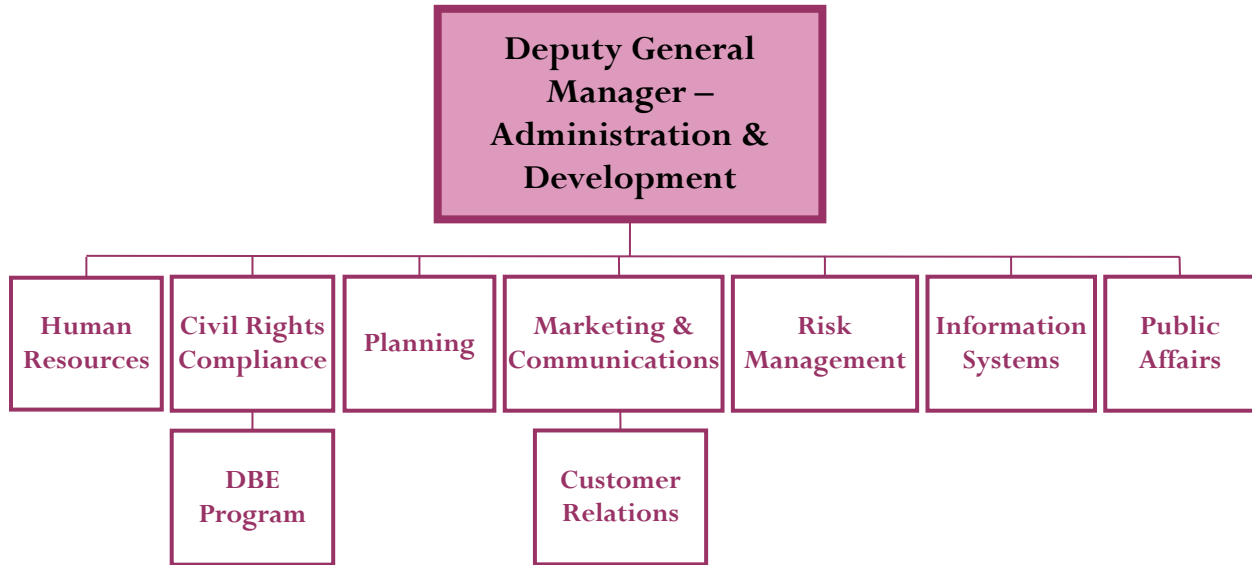 Deputy General
Manager –
Administration &
Development
Human
Resources
Civil Rights
Compliance
Planning
Marketing &
Communications
Risk
Management
Information
Systems
Public
Affairs
DBE
Program
Customer
Relations